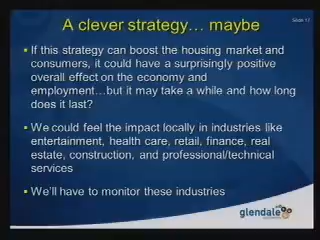 Slide 17
A clever strategy… maybe
▪ If this strategy can boost the housing market and
consumers, it could have a surprisingly positive
overall effect on the economy and
employment…but it may take a while and how long
does it last?
▪ We could feel the impact locally in industries like
entertainment, health care, retail, finance, real
estate, construction, and professional/technical
services
▪ We'll have to monitor these industries
glendale